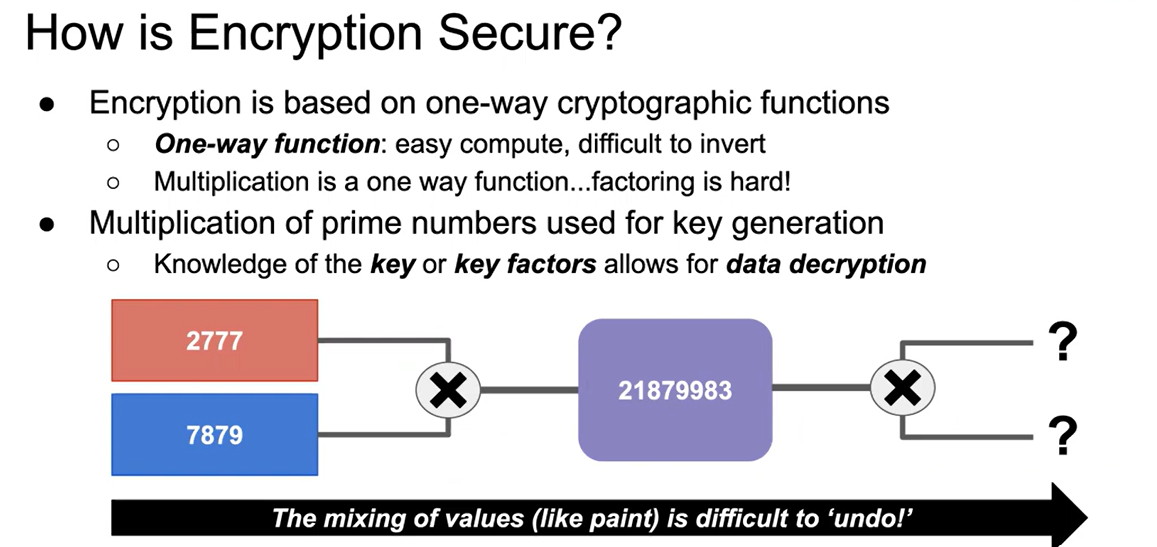 How is Encryption Secure?
● Encryption is based on one-way cryptographic functions
○ One-way function: easy compute, difficult to invert
○ Multiplication is a one way function...factoring is hard!
● Multiplication of prime numbers used for key generation
○ Knowledge of the key or key factors allows for data decryption
2777
7879
21879983
?
?
The mixing of values (like paint) is difficult to ‘undo!’